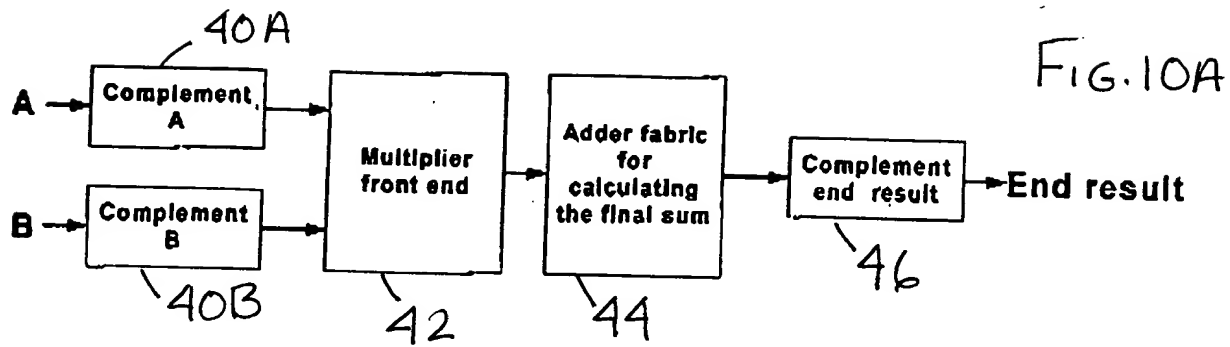 40A
FIG. 10A
A
Complement
A
B
Complement
B
40B
Multiplier
front end
42
Adder fabric
for
calculating
the final sum
44
Complement
end result
46
End result